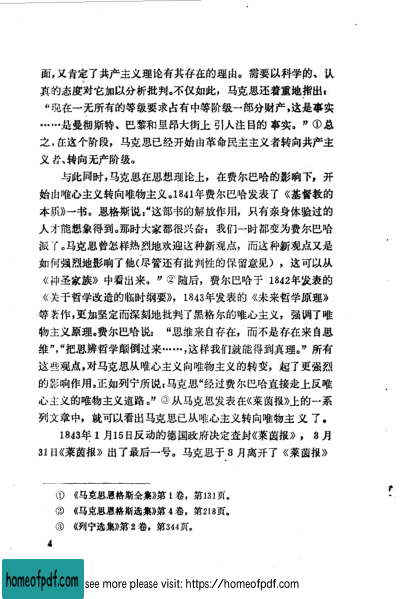 面,又肯定了共产主义理论有其存在的理由。需要以科学的、认
真的态度对它加以分析批判。不仅如此,马克思还着重地指出:
“现在一无所有的等级要求占有中等阶级一部分财产,这是事实
……是曼彻斯特、巴黎和里昂大街上引人注目的事实。”①总
之,在这个阶段,马克思已经开始由革命民主主义者转向共产主
义者、转向无产阶级。
与此同时,马克思在思想理论上,在费尔巴哈的影响下,开
始由唯心主义转向唯物主义。1841年费尔巴哈发表了《基督教的
本质》一书。恩格斯说:“这部书的解放作用,只有亲身体验过的
人才能想象得到。那时大家都很兴奋:我们一时都变为费尔巴哈
派了。马克思曾怎样热烈地欢迎这种新观点,而这种新观点又是
如何强烈地影响了他(尽管还有批判性的保留意见),这可以从
《神圣家族》中看出来。”②随后,费尔巴哈于1842年发表的
《关于哲学改造的临时纲要》,1843年发表的《未来哲学原理》
等著作,更加坚定而深刻地批判了黑格尔的唯心主义,强调了唯
物主义原理。费尔巴哈说:“思维来自存在,而不是存在来自思
维”,“把思辨哲学颠倒过来……,这样我们就能得到真理。”所有
这些观点,对马克思从唯心主义向唯物主义的转变,起了更强烈
的影响作用。正如列宁所说:马克思“经过费尔巴哈直接走上反唯
心主义的唯物主义道路。”③从马克思发表在《莱茵报》上的一系
列文章中,就可以看出马克思已从唯心主义转向唯物主义了。
1843年1月15日反动的德国政府决定查封《莱茵报》,3月
31日《莱茵报》出了最后一号。马克思于3月离开了《莱茵报》
① 《马克思恩格斯全集》第1卷,第131页。
② 《马克思恩格斯选集》第4卷,第218页。
③ 《列宁选集》第2卷,第344页。
4
homeofpdf.com
see more please visit: https://homeofpdf.com